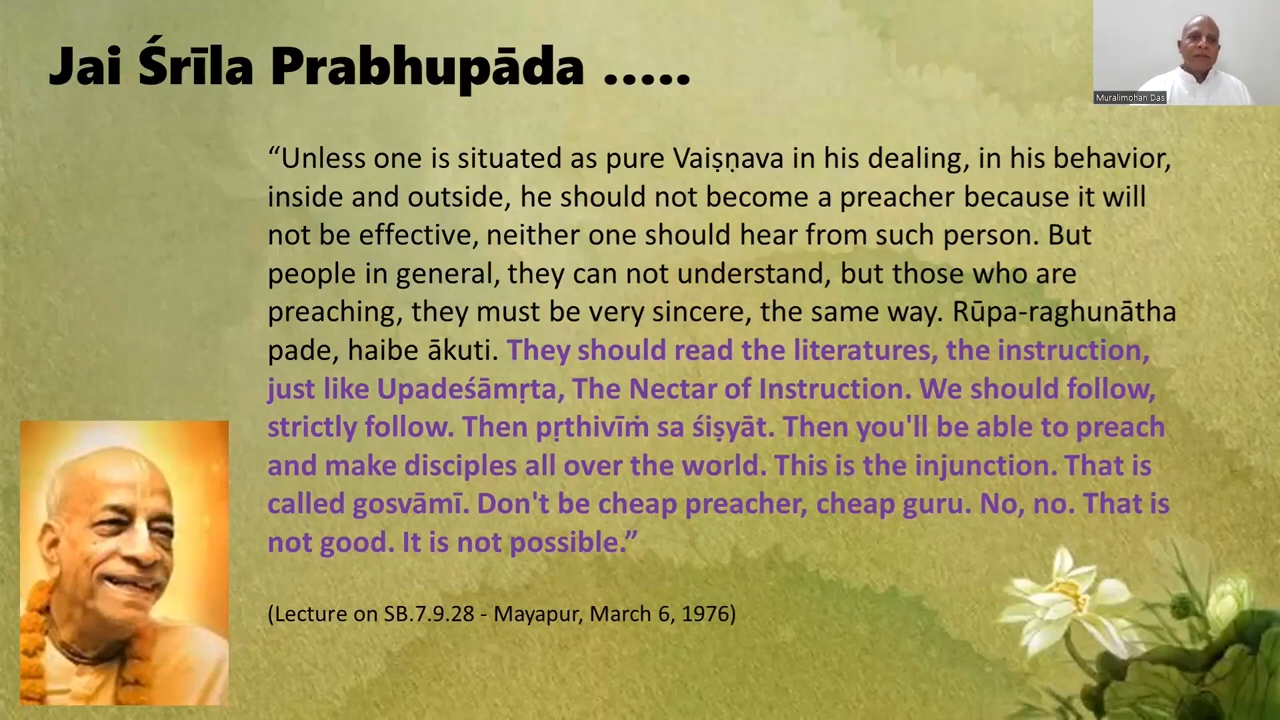 Jai Śrīla Prabhupāda .....
Muralimohan Das
“Unless one is situated as pure Vaiṣṇava in his dealing, in his behavior,
inside and outside, he should not become a preacher because it will
not be effective, neither one should hear from such person. But
people in general, they can not understand, but those who are
preaching, they must be very sincere, the same way. Rūpa-raghunātha
pade, haibe ākuti. They should read the literatures, the instruction,
just like Upadeśāmṛta, The Nectar of Instruction. We should follow,
strictly follow. Then pṛthivīṁ sa śiṣyāt. Then you'll be able to preach
and make disciples all over the world. This is the injunction. That is
called gosvāmī. Don't be cheap preacher, cheap guru. No, no. That is
not good. It is not possible.”
(Lecture on SB.7.9.28 - Mayapur, March 6, 1976)